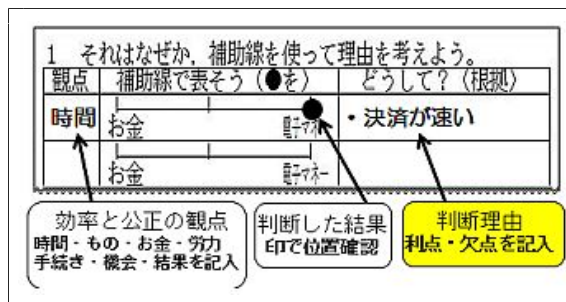 1 それはなぜか，補助線を使って理由を考えよう。
観点 補助線で表そう（●を） どうして？（根拠）
時間 お金 電子マネー ・決済が速い
お金 電子マネー
効率と公正の観点
時間・もの・お金・労力
手続き・機会・結果を記入
判断した結果
印で位置確認
判断理由
利点・欠点を記入